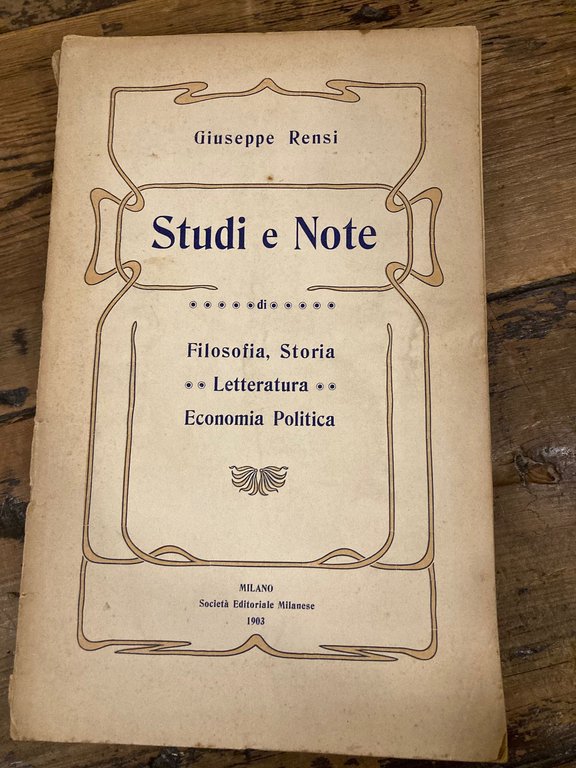 Giuseppe Rensi
Studi e Note
di
Filosofia, Storia
Letteratura
Economia Politica
MILANO
Società Editoriale Milanese
1903